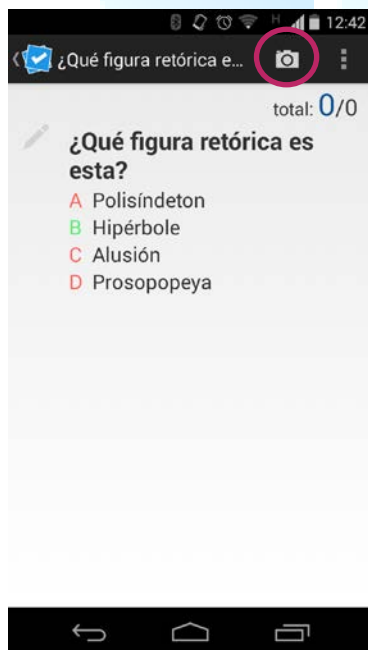 H 12:42
¿Qué figura retórica e...
total: 0/0
¿Qué figura retórica es
esta?
A Polisíndeton
B Hipérbole
C Alusión
D Prosopopeya